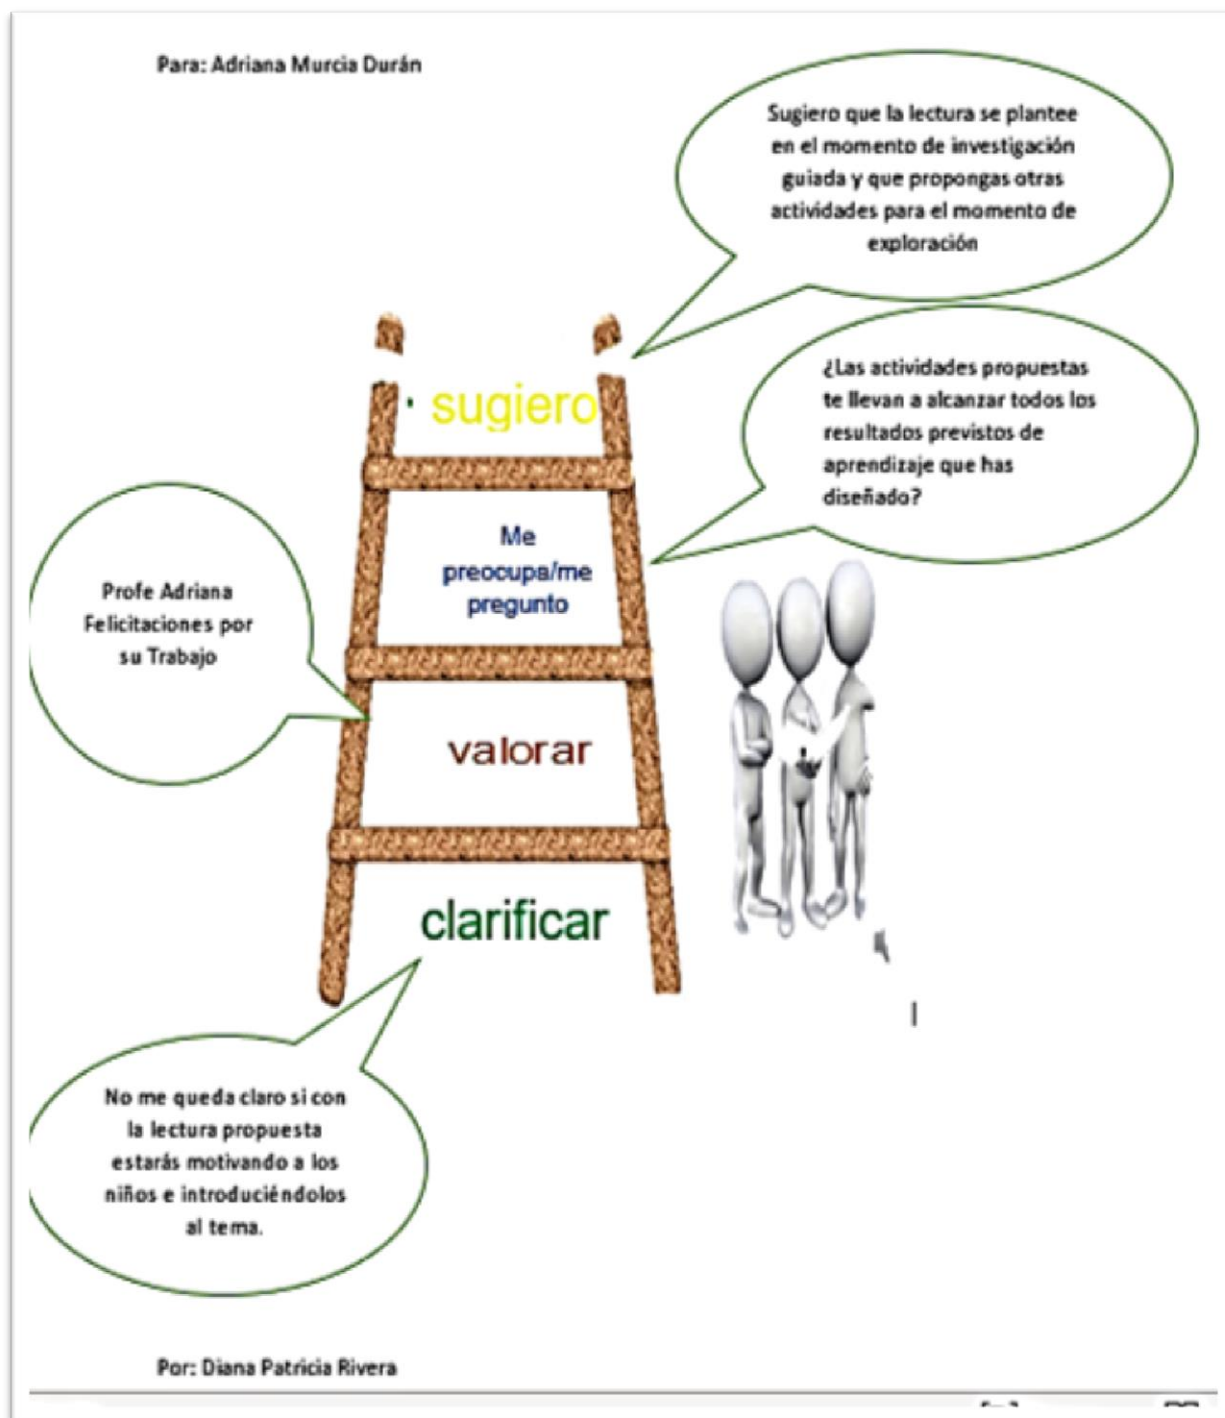 Para: Adriana Murcia Durán
Sugiero que la lectura se plantee
en el momento de investigación
guiada y que propongas otras
actividades para el momento de
exploración
¿Las actividades propuestas
te llevan a alcanzar todos los
resultados previstos de
aprendizaje que has
diseñado?
sugiero
Me
preocupa/me
pregunto
Profe Adriana
Felicitaciones por
su Trabajo
valorar
clarificar
No me queda claro si con
la lectura propuesta
estarás motivando a los
niños e introduciéndolos
al tema.
Por: Diana Patricia Rivera